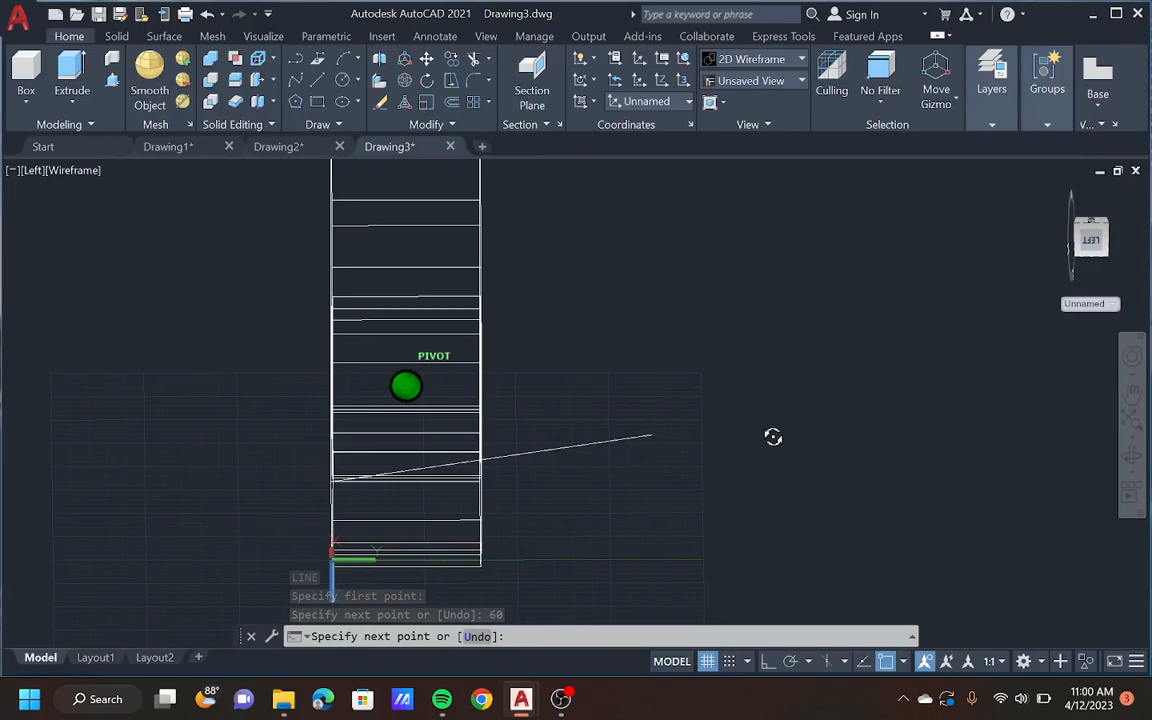 Autodesk AutoCAD 2021 Drawing3.dwg
Type a keyword or phrase
Sign In
Home Solid Surface Mesh Visualize Parametric Insert Annotate View Manage Output Add-ins Collaborate Express Tools Featured Apps
2D Wireframe
Unsaved View
Unnamed
Box Extrude Smooth Object Section Plane Culling No Filter Move Gizmo Layers Groups Base
Modeling Mesh Solid Editing Draw Modify Section Coordinates View Selection V...
Start Drawing1* Drawing2* Drawing3*
[−][Left][Wireframe]
LEFT
Unnamed
PIVOT
X
Y
LINE
Specify first point:
Specify next point or [Undo]: 60
Specify next point or [Undo]:
Model Layout1 Layout2 MODEL 1:1
Search 88° 11:00 AM
4/12/2023 3